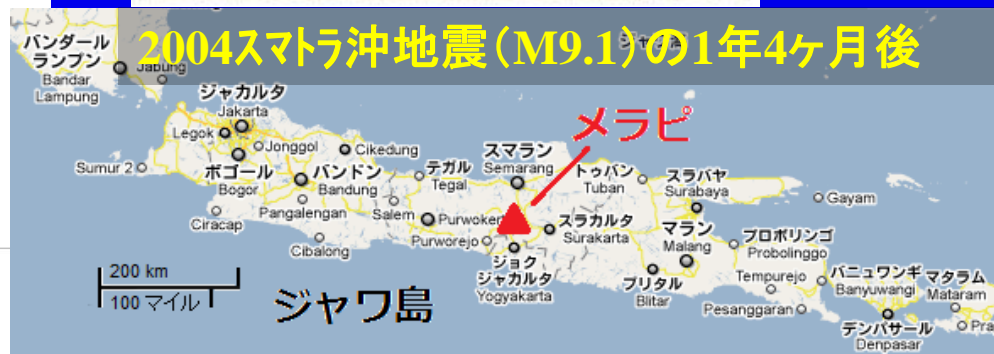 2004スマトラ沖地震（M9.1）の1年4ヶ月後
バンダール
ランプン
Bandar
Lampung
Jabung
ジャカルタ
Jakarta
Legok
Jonggol
Cikedung
Sumur 2
ボゴール
Bogor
バンドン
Bandung
テガル
Tegal
スマラン
Semarang
メラピ
トゥバン
Tuban
スラバヤ
Surabaya
Gayam
Ciracap
Pangalengan
Salem
Purwoker
スラカルタ
Surakarta
マラン
Malang
プロボリンゴ
Probolinggo
Cibalong
Purworejo
ジョク
ジャカルタ
Yogyakarta
ブリタル
Blitar
Tempurejo
バニュワンギ
Banyuwangi
マタラム
Mataram
Pesanggaran
デンパサール
Denpasar
Pra
200 km
100 マイル
ジャワ島